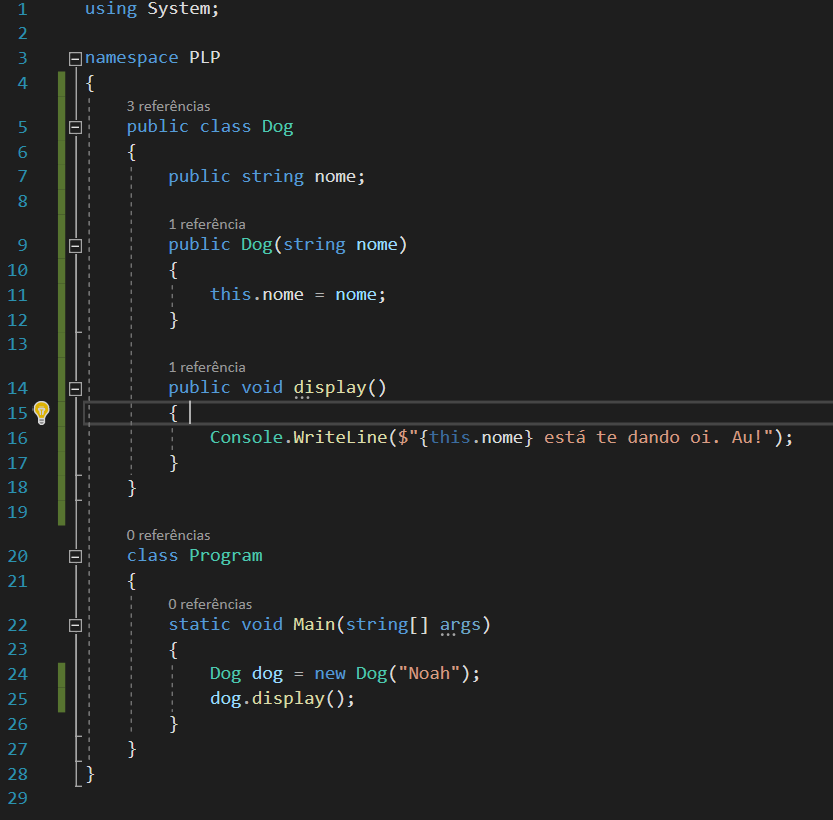 1 using System;
2
3 namespace PLP
4 {
3 referências
5 public class Dog
6 {
7 public string nome;
8
1 referência
9 public Dog(string nome)
10 {
11 this.nome = nome;
12 }
13
1 referência
14 public void display()
15 {
16 Console.WriteLine($"{this.nome} está te dando oi. Au!");
17 }
18 }
19
0 referências
20 class Program
21 {
0 referências
22 static void Main(string[] args)
23 {
24 Dog dog = new Dog("Noah");
25 dog.display();
26 }
27 }
28 }
29